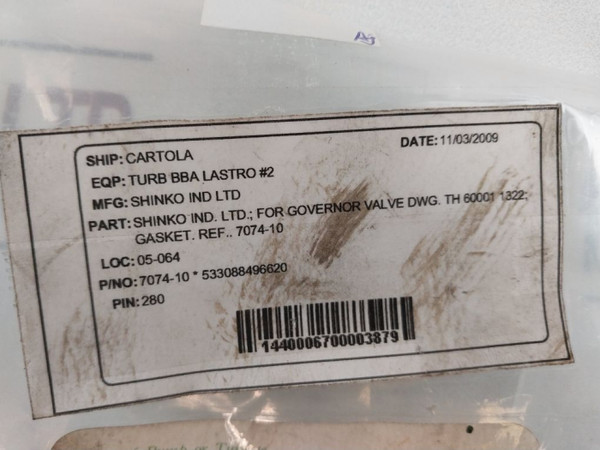 SHIP: CARTOLA
DATE: 11/03/2009
EQP: TURB BBA LASTRO #2
MFG: SHINKO IND LTD
PART: SHINKO IND. LTD.; FOR GOVERNOR VALVE DWG. TH 60001 1322;
GASKET. REF.. 7074-10
LOC: 05-064
P/NO: 7074-10 * 533088496620
PIN: 280
1440006700003879